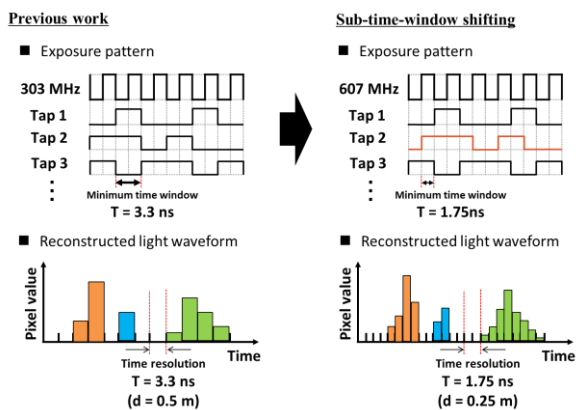 Previous work
■ Exposure pattern
303 MHz
Tap 1
Tap 2
Tap 3
⋮
Minimum time window
T = 3.3 ns
■ Reconstructed light waveform
Pixel value
Time
Time resolution
T = 3.3 ns
(d = 0.5 m)
Sub-time-window shifting
■ Exposure pattern
607 MHz
Tap 1
Tap 2
Tap 3
⋮
Minimum time window
T = 1.75ns
■ Reconstructed light waveform
Pixel value
Time
Time resolution
T = 1.75 ns
(d = 0.25 m)